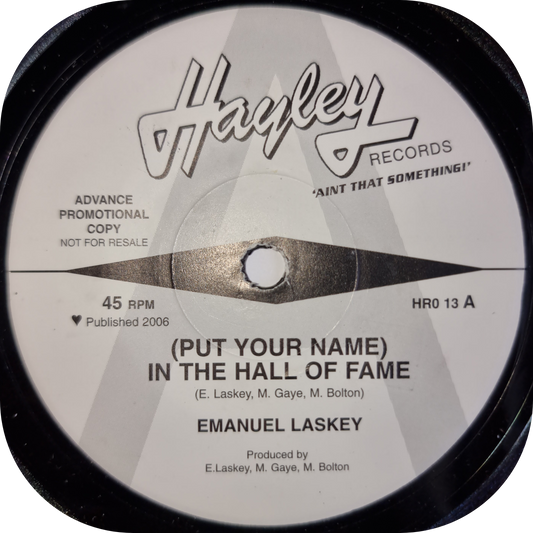 Hayley
RECORDS
'AINT THAT SOMETHING!'
ADVANCE
PROMOTIONAL
COPY
NOT FOR RESALE
45 RPM
♥ Published 2006
HR0 13 A
(PUT YOUR NAME)
IN THE HALL OF FAME
(E. Laskey, M. Gaye, M. Bolton)
EMANUEL LASKEY
Produced by
E.Laskey, M. Gaye, M. Bolton